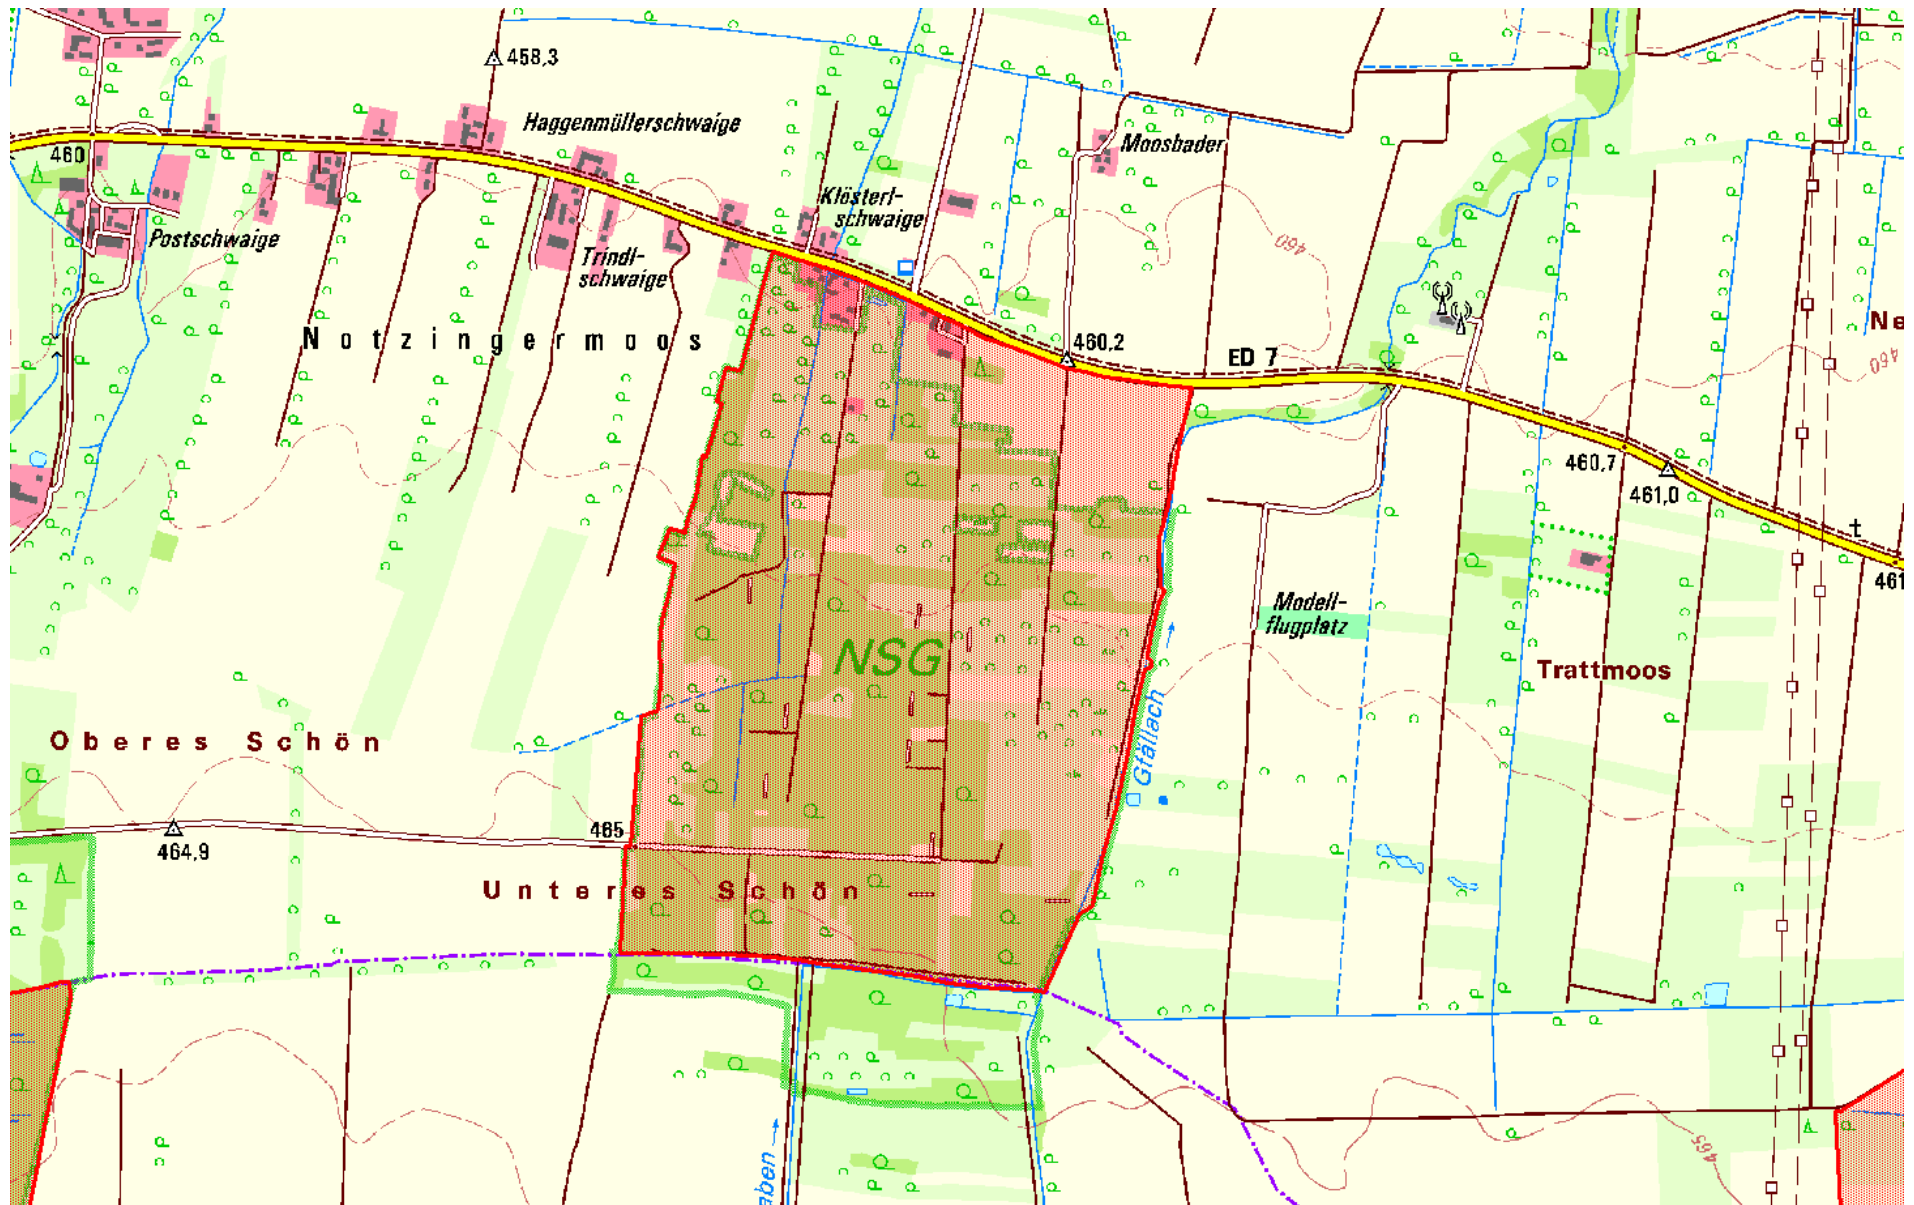 458,3
Haggenmüllerschwaige
Moosbader
460
Klösterl-
schwaige
Postschwaige
Trindl-
schwaige
460
Notzingermoos
460,2
Ne
ED 7
460
460,7
461,0
t
461
Modell-
flugplatz
NSG
Trattmoos
Gfällach
Oberes Schön
465
464,9
Unteres Schön
465
aben